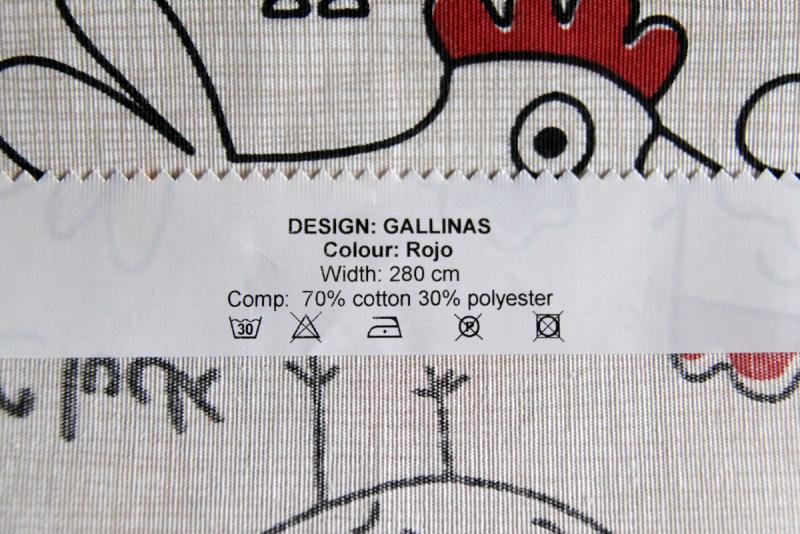 DESIGN: GALLINAS
Colour: Rojo
Width: 280 cm
Comp: 70% cotton 30% polyester
30 P